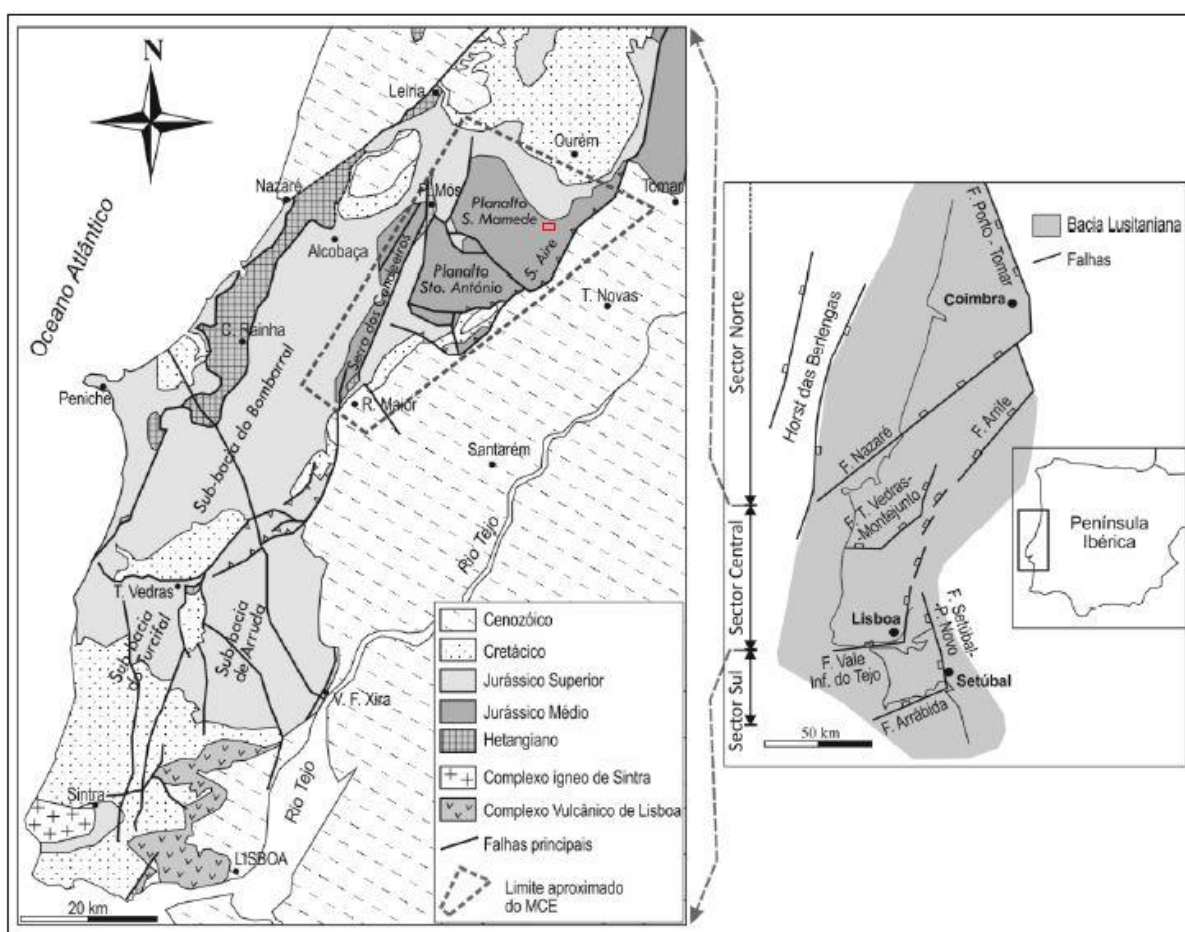 N
Leiria
Ourém
Nazaré
P. Mós
Tomar
Planalto
S. Mamede
Oceano Atlântico
Alcobaça
Serra dos Candeeiros
S. Aire
Planalto
Sto. António
T. Novas
C. Rainha
Peniche
Sub-bacia do Bombarral
R. Maior
Santarém
Rio Tejo
T. Vedras
Sub-bacia
do Turcifal
Sub-bacia
de Arruda
V. F. Xira
Sintra
Rio Tejo
LISBOA
20 km
Cenozóico
Cretácico
Jurássico Superior
Jurássico Médio
Hetangiano
Complexo ígneo de Sintra
Complexo Vulcânico de Lisboa
Falhas principais
Limite aproximado
do MCE
F. Porto - Tomar
Bacia Lusitaniana
Falhas
Coimbra
Sector Norte
Horst das Berlengas
F. Nazaré
F. Arrife
F. T. Vedras-
-Montejunto
Península
Ibérica
Sector Central
Lisboa
F. Setúbal-
-P. Novo
F. Vale
Inf. do Tejo
Setúbal
Sector Sul
F. Arrábida
50 km